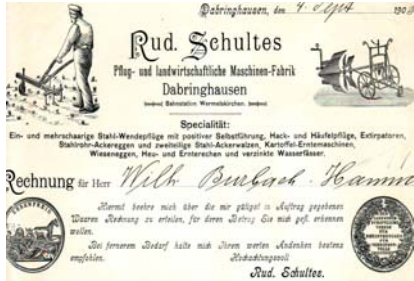 Dabringhausen, den 4. Sept 190
Rud. Schultes
Pflug- und landwirtschaftliche Maschinen-Fabrik
Dabringhausen
Bahnstation Wermelskirchen.
Specialität:
Ein- und mehrschaarige Stahl-Wendepflüge mit positiver Selbstführung, Hack- und Häufelpflüge, Extirpatoren,
Stahlrohr-Ackereggen und zweiteilige Stahl-Ackerwalzen, Kartoffel-Erntemaschinen,
Wieseneggen, Heu- und Ernterechen und verzinkte Wasserfässer.
Rechnung für Herr Wilh Burbach
Hiermit beehre mich über die mir gütigst in Auftrag gegebenen
Waaren Rechnung zu erteilen, für deren Betrag Sie mich gefl. erkennen
wollen.
Bei fernerem Bedarf halte mich Ihrem werten Andenken bestens
empfohlen.
Hochachtungsvoll
Rud. Schultes.